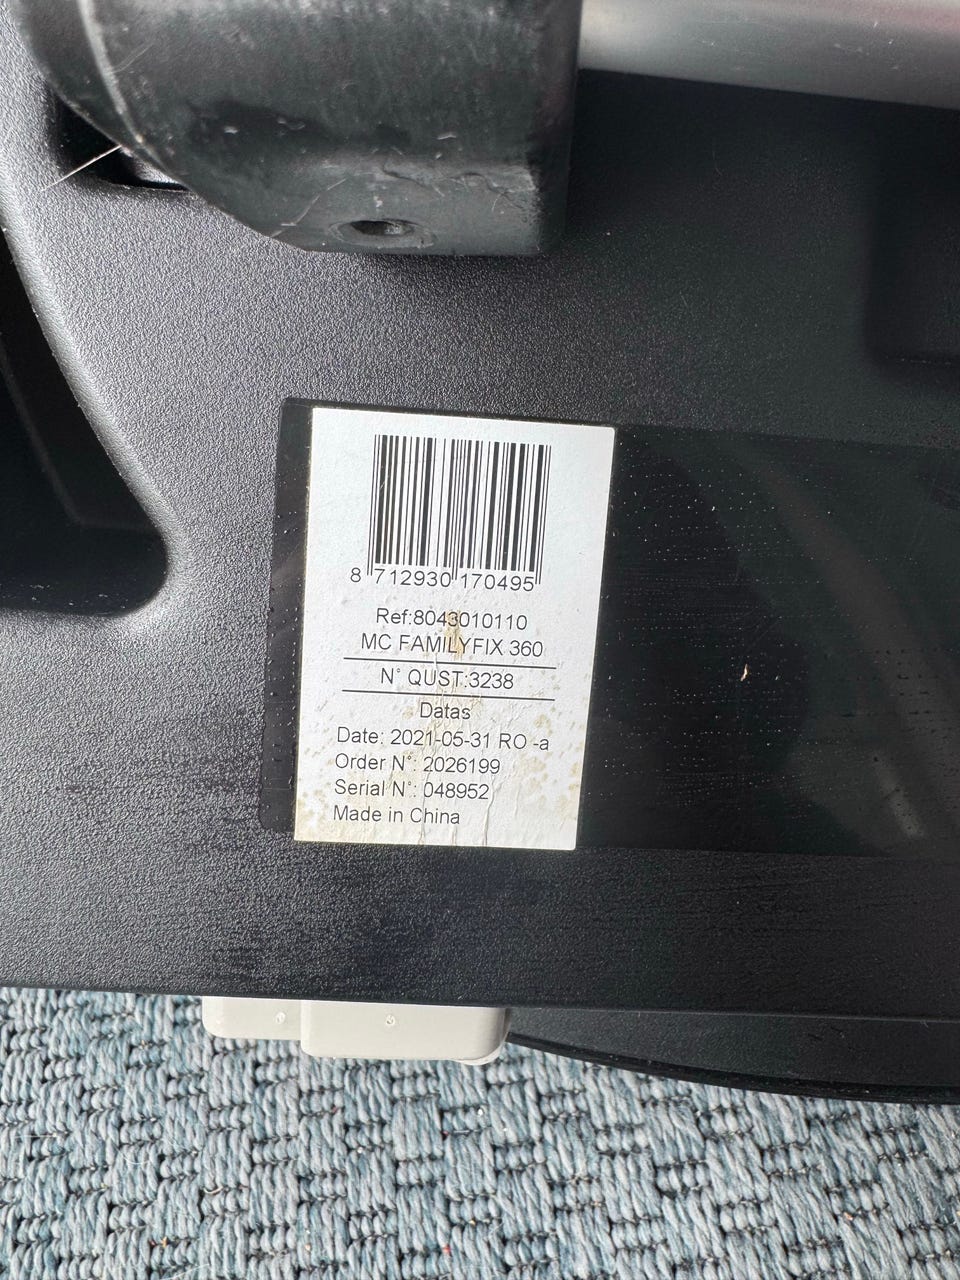 8 712930 170495
Ref:8043010110
MC FAMILYFIX 360
N° QUST:3238
Datas
Date: 2021-05-31 RO -a
Order N°: 2026199
Serial N°: 048952
Made in China